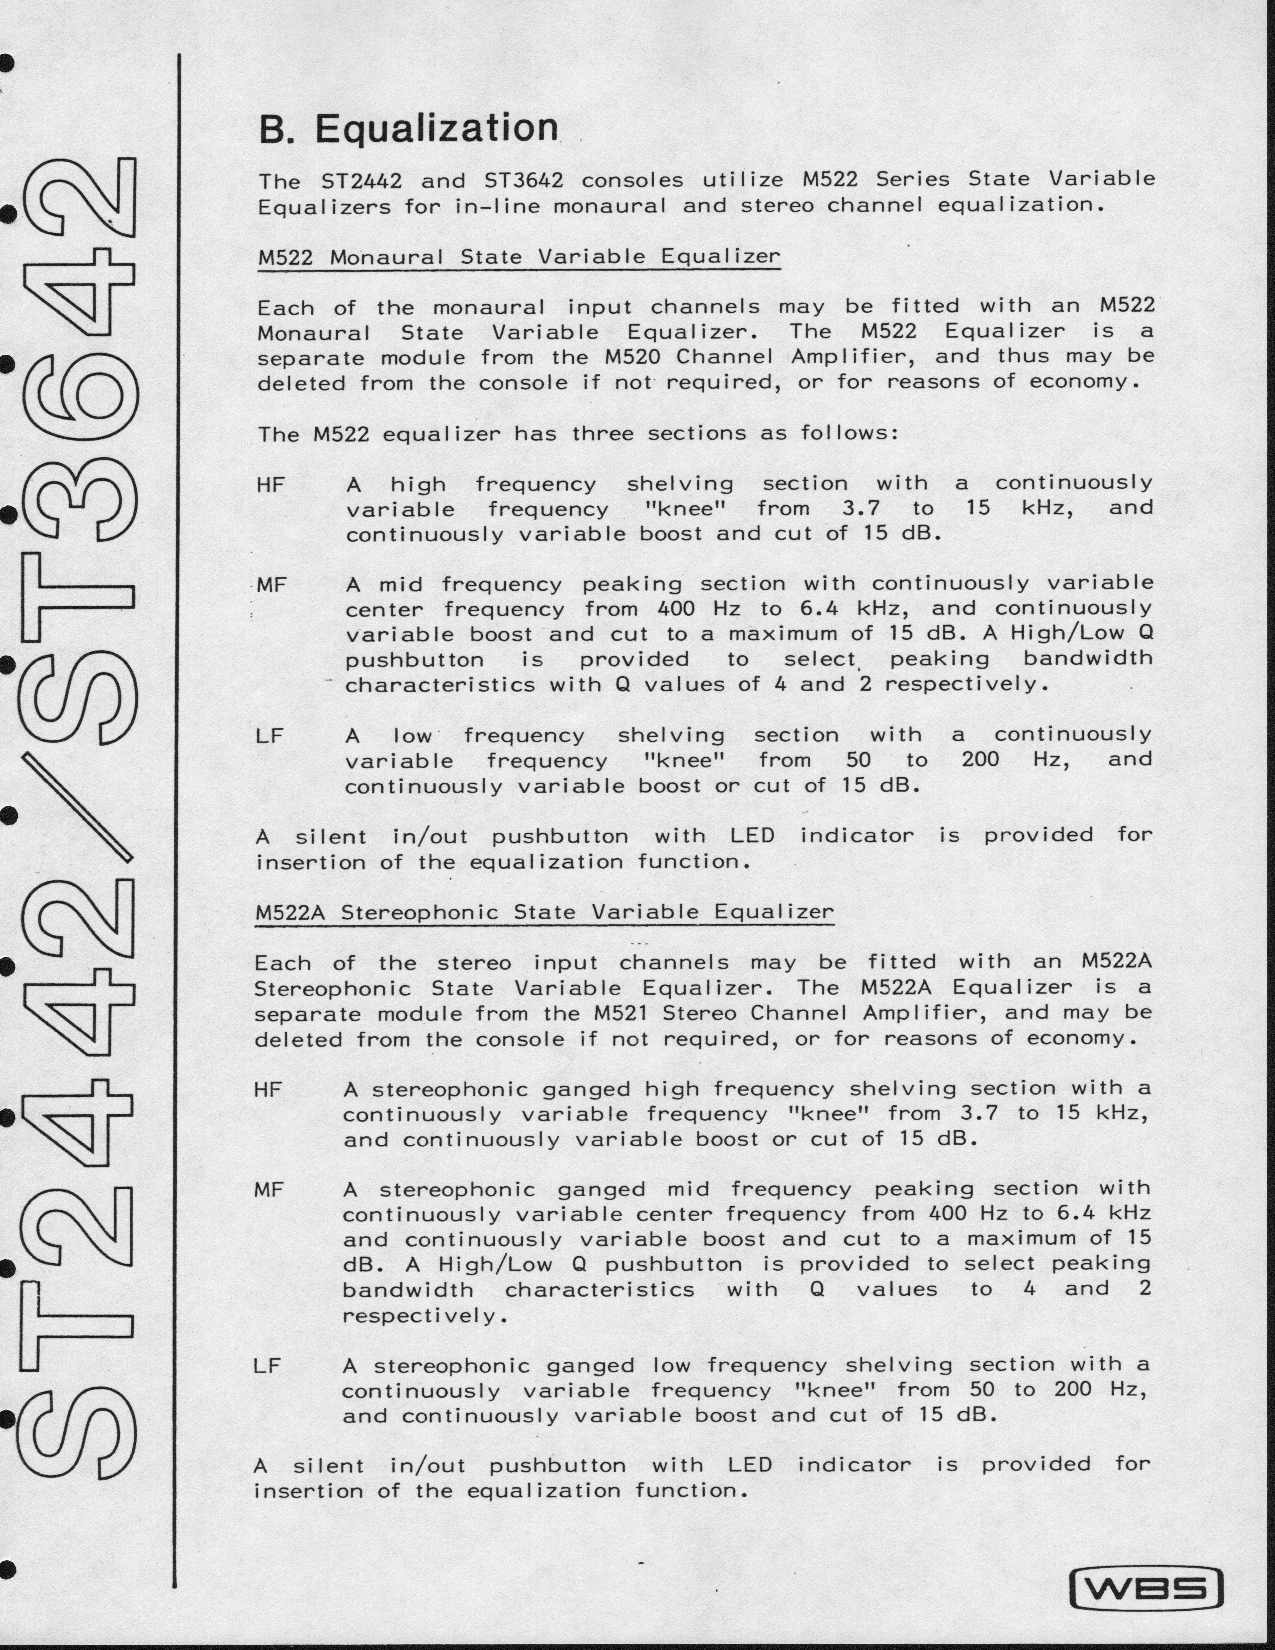 ST2442/ST3642
B. Equalization
The ST2442 and ST3642 consoles utilize M522 Series State Variable
Equalizers for in-line monaural and stereo channel equalization.
M522 Monaural State Variable Equalizer
Each of the monaural input channels may be fitted with an M522
Monaural State Variable Equalizer. The M522 Equalizer is a
separate module from the M520 Channel Amplifier, and thus may be
deleted from the console if not required, or for reasons of economy.
The M522 equalizer has three sections as follows:
HF A high frequency shelving section with a continuously
variable frequency "knee" from 3.7 to 15 kHz, and
continuously variable boost and cut of 15 dB.
MF A mid frequency peaking section with continuously variable
center frequency from 400 Hz to 6.4 kHz, and continuously
variable boost and cut to a maximum of 15 dB. A High/Low Q
pushbutton is provided to select peaking bandwidth
characteristics with Q values of 4 and 2 respectively.
LF A low frequency shelving section with a continuously
variable frequency "knee" from 50 to 200 Hz, and
continuously variable boost or cut of 15 dB.
A silent in/out pushbutton with LED indicator is provided for
insertion of the equalization function.
M522A Stereophonic State Variable Equalizer
Each of the stereo input channels may be fitted with an M522A
Stereophonic State Variable Equalizer. The M522A Equalizer is a
separate module from the M521 Stereo Channel Amplifier, and may be
deleted from the console if not required, or for reasons of economy.
HF A stereophonic ganged high frequency shelving section with a
continuously variable frequency "knee" from 3.7 to 15 kHz,
and continuously variable boost or cut of 15 dB.
MF A stereophonic ganged mid frequency peaking section with
continuously variable center frequency from 400 Hz to 6.4 kHz
and continuously variable boost and cut to a maximum of 15
dB. A High/Low Q pushbutton is provided to select peaking
bandwidth characteristics with Q values to 4 and 2
respectively.
LF A stereophonic ganged low frequency shelving section with a
continuously variable frequency "knee" from 50 to 200 Hz,
and continuously variable boost and cut of 15 dB.
A silent in/out pushbutton with LED indicator is provided for
insertion of the equalization function.
WBS